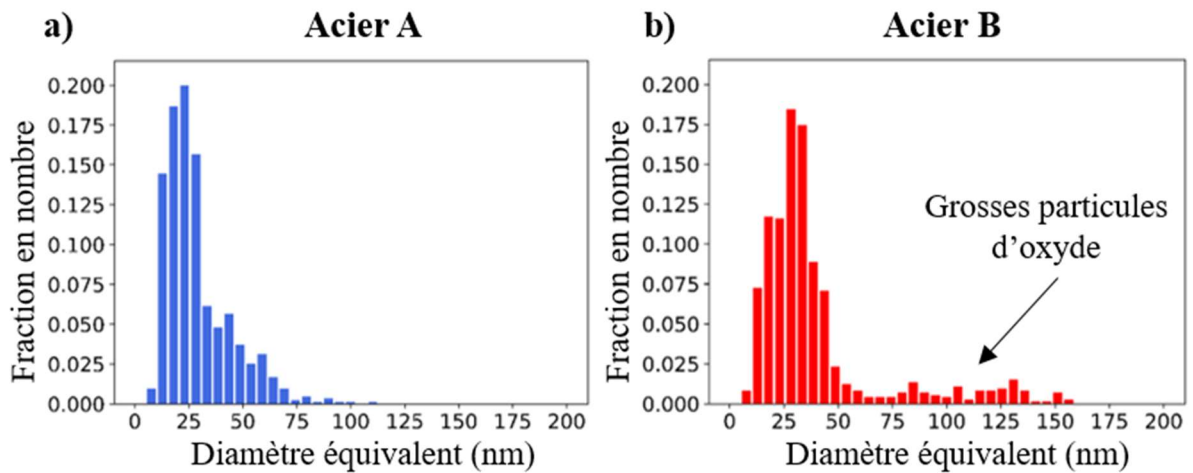 a) Acier A
0.200
0.175
0.150
0.125
0.100
0.075
0.050
0.025
0.000
Fraction en nombre
0 25 50 75 100 125 150 175 200
Diamètre équivalent (nm)
b) Acier B
0.200
0.175
0.150
0.125
0.100
0.075
0.050
0.025
0.000
Fraction en nombre
Grosses particules
d'oxyde
0 25 50 75 100 125 150 175 200
Diamètre équivalent (nm)